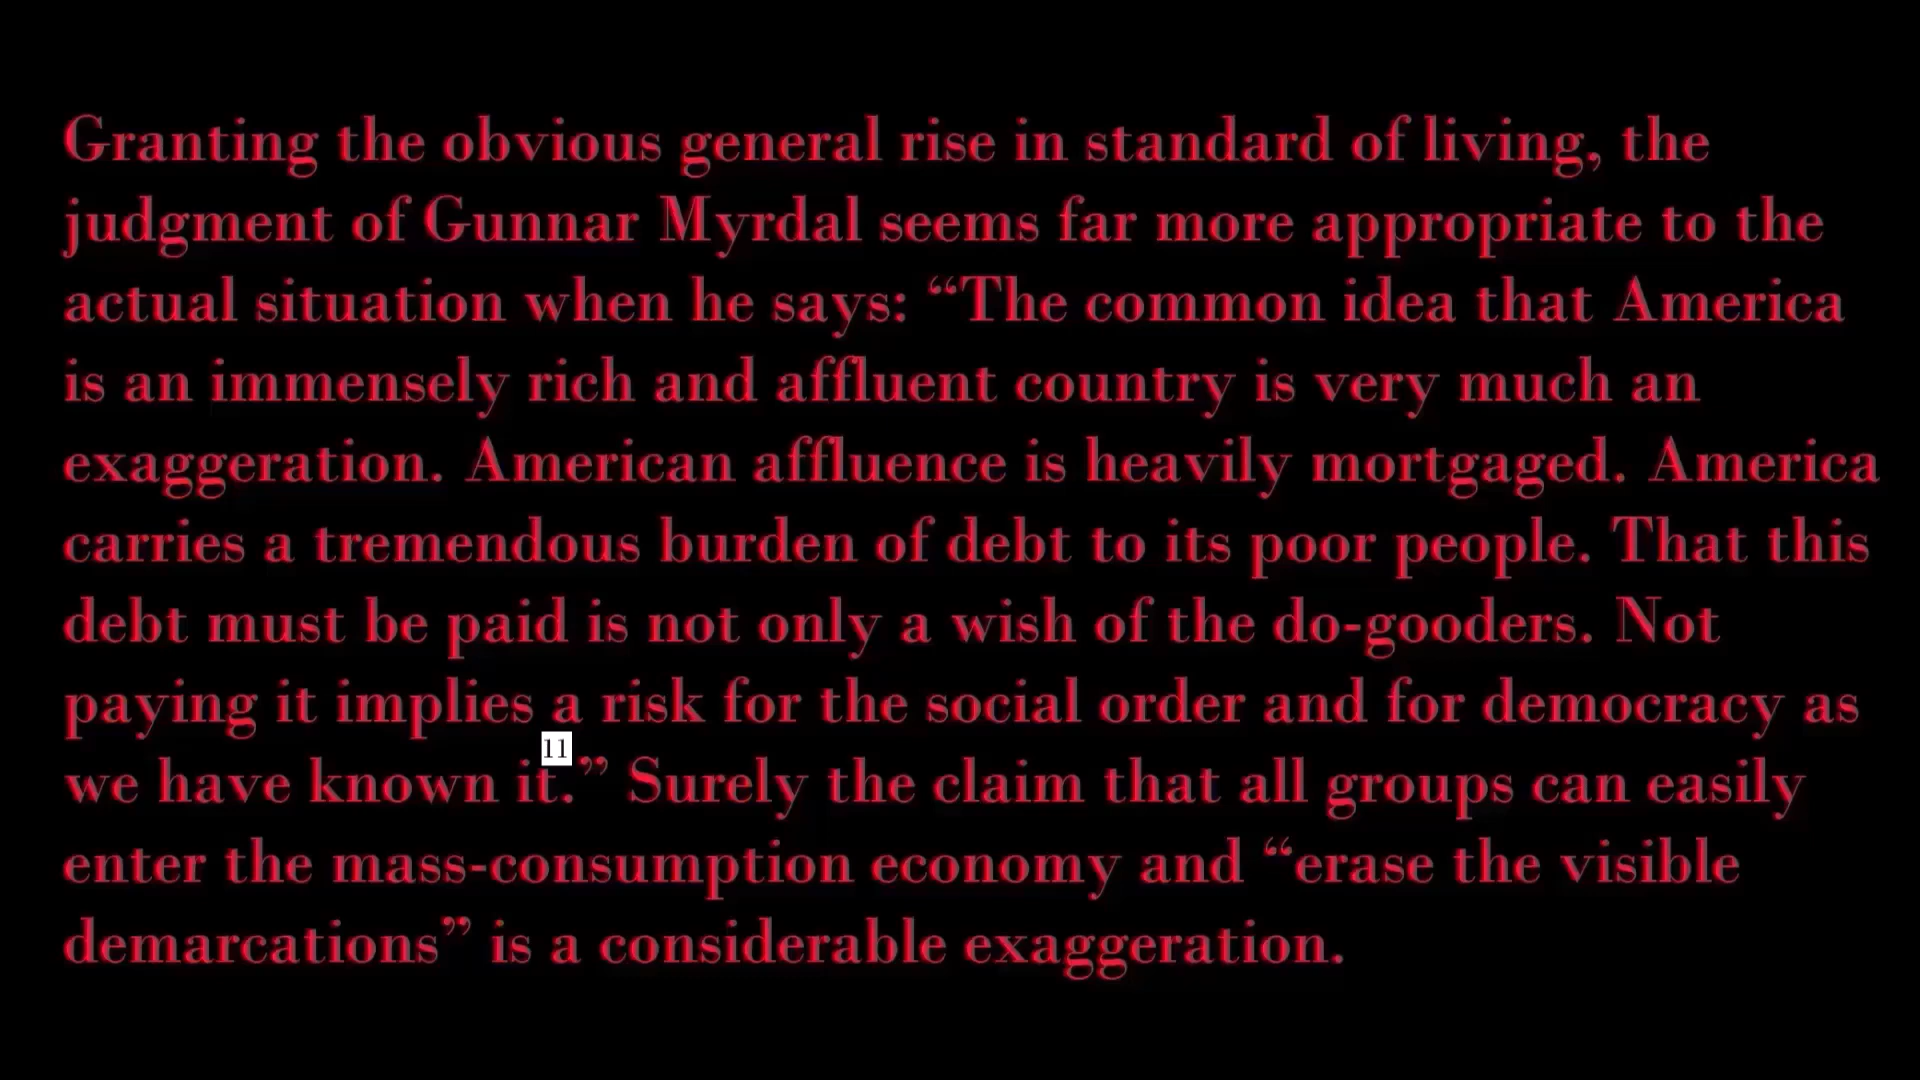 Granting the obvious general rise in standard of living, the
judgment of Gunnar Myrdal seems far more appropriate to the
actual situation when he says: “The common idea that America
is an immensely rich and affluent country is very much an
exaggeration. American affluence is heavily mortgaged. America
carries a tremendous burden of debt to its poor people. That this
debt must be paid is not only a wish of the do-gooders. Not
paying it implies a risk for the social order and for democracy as
we have known it.”11 Surely the claim that all groups can easily
enter the mass-consumption economy and “erase the visible
demarcations” is a considerable exaggeration.